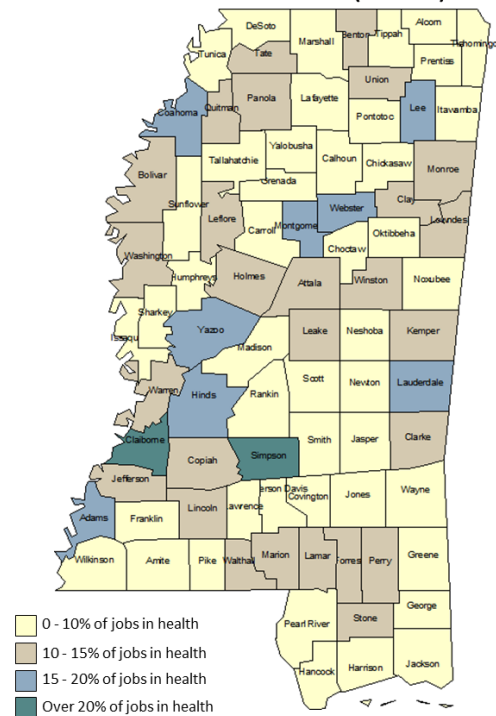 DeSoto
Marshall
Benton
Tippah
Alcorn
Tishomingo
Tunica
Tate
Prentiss
Union
Coahoma
Quitman
Panola
Lafayette
Pontotoc
Lee
Itavamba
Tallahatchie
Yalobusha
Calhoun
Chickasaw
Monroe
Bolivar
Sunflower
Grenada
Leflore
Carroll
Montgome
Webster
Clay
Lowndes
Oktibbeha
Choctaw
Washington
Humphreys
Holmes
Attala
Winston
Noxubee
Sharkey
Issaqu
Yazoo
Madison
Leake
Neshoba
Kemper
Warren
Hinds
Rankin
Scott
Newton
Lauderdale
Claiborne
Copiah
Simpson
Smith
Jasper
Clarke
Jefferson
Adams
Franklin
Lincoln
Lawrence
erson Davis
Covington
Jones
Wayne
Wilkinson
Amite
Pike
Walthall
Marion
Lamar
Forrest
Perry
Greene
Pearl River
Stone
George
Hancock
Harrison
Jackson
0 - 10% of jobs in health
10 - 15% of jobs in health
15 - 20% of jobs in health
Over 20% of jobs in health